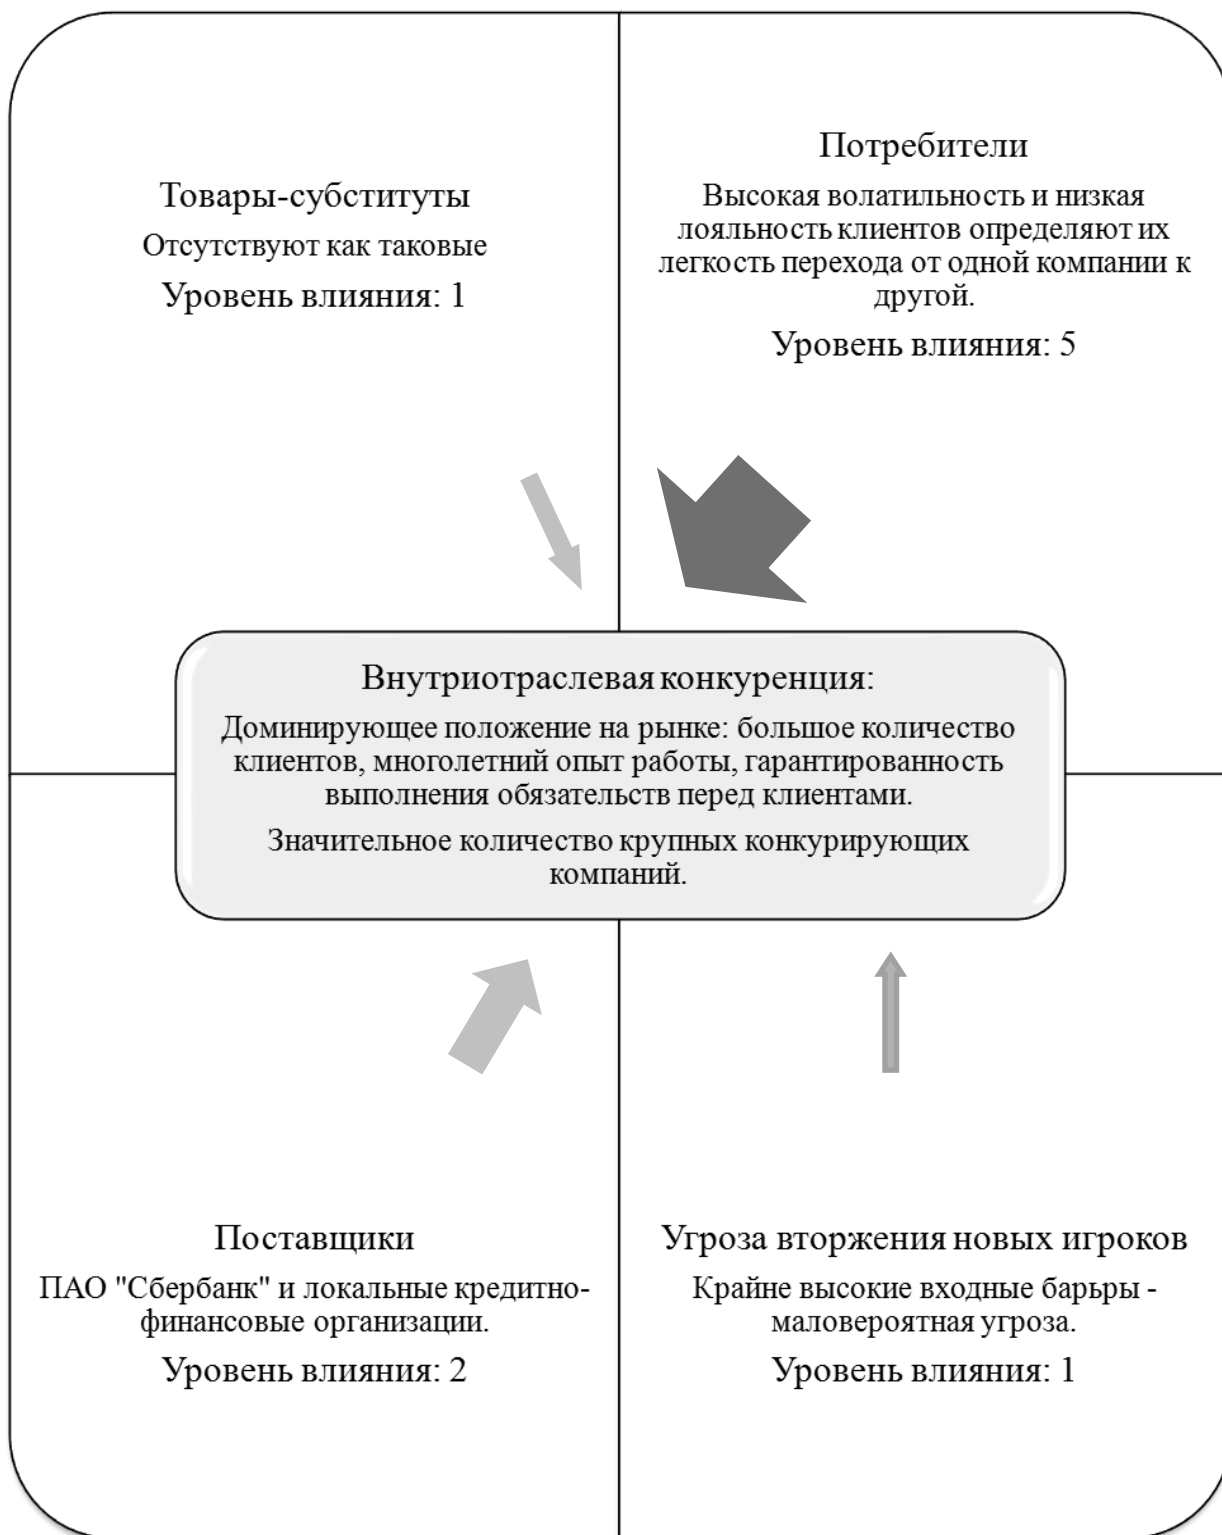 Товары-субституты
Отсутствуют как таковые
Уровень влияния: 1
Потребители
Высокая волатильность и низкая
лояльность клиентов определяют их
легкость перехода от одной компании к
другой.
Уровень влияния: 5
Внутриотраслевая конкуренция:
Доминирующее положение на рынке: большое количество
клиентов, многолетний опыт работы, гарантированность
выполнения обязательств перед клиентами.
Значительное количество крупных конкурирующих
компаний.
Поставщики
ПАО "Сбербанк" и локальные кредитно-
финансовые организации.
Уровень влияния: 2
Угроза вторжения новых игроков
Крайне высокие входные барьры -
маловероятная угроза.
Уровень влияния: 1